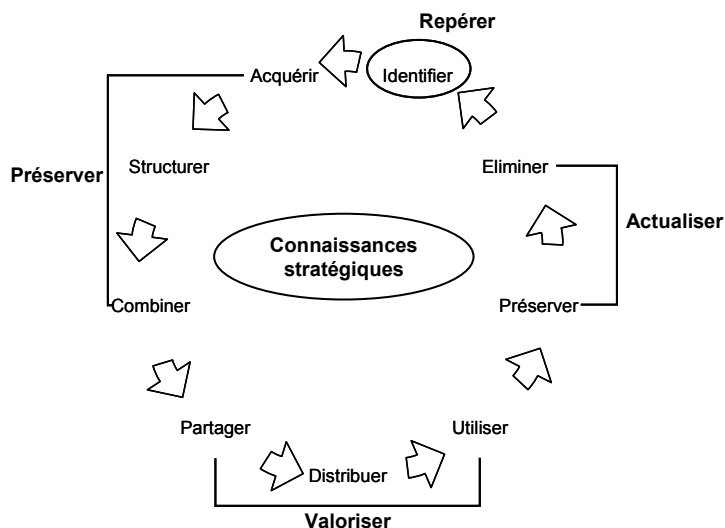 Repérer
Acquérir
Identifier
Structurer
Eliminer
Préserver
Actualiser
Connaissances
stratégiques
Combiner
Préserver
Partager
Utiliser
Distribuer
Valoriser